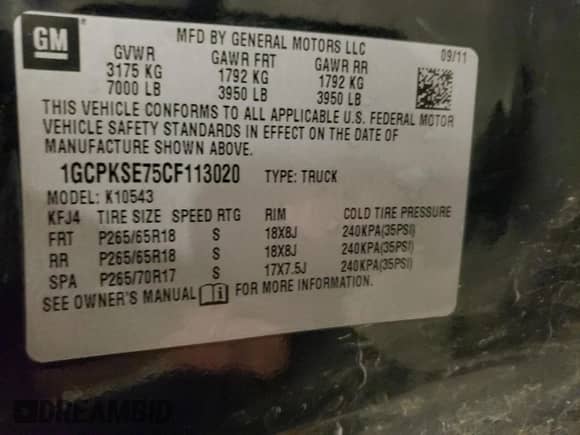 GM
MFD BY GENERAL MOTORS LLC
09/11
GVWR GAWR FRT GAWR RR
3175 KG 1792 KG 1792 KG
7000 LB 3950 LB 3950 LB
THIS VEHICLE CONFORMS TO ALL APPLICABLE U.S. FEDERAL MOTOR
VEHICLE SAFETY STANDARDS IN EFFECT ON THE DATE OF
MANUFACTURE SHOWN ABOVE.
1GCPKSE75CF113020 TYPE: TRUCK
MODEL: K10543
KFJ4 TIRE SIZE SPEED RTG RIM COLD TIRE PRESSURE
FRT P265/65R18 S 18X8J 240KPA(35PSI)
RR P265/65R18 S 18X8J 240KPA(35PSI)
SPA P265/70R17 S 17X7.5J 240KPA(35PSI)
SEE OWNER'S MANUAL i FOR MORE INFORMATION.
DREAMBID